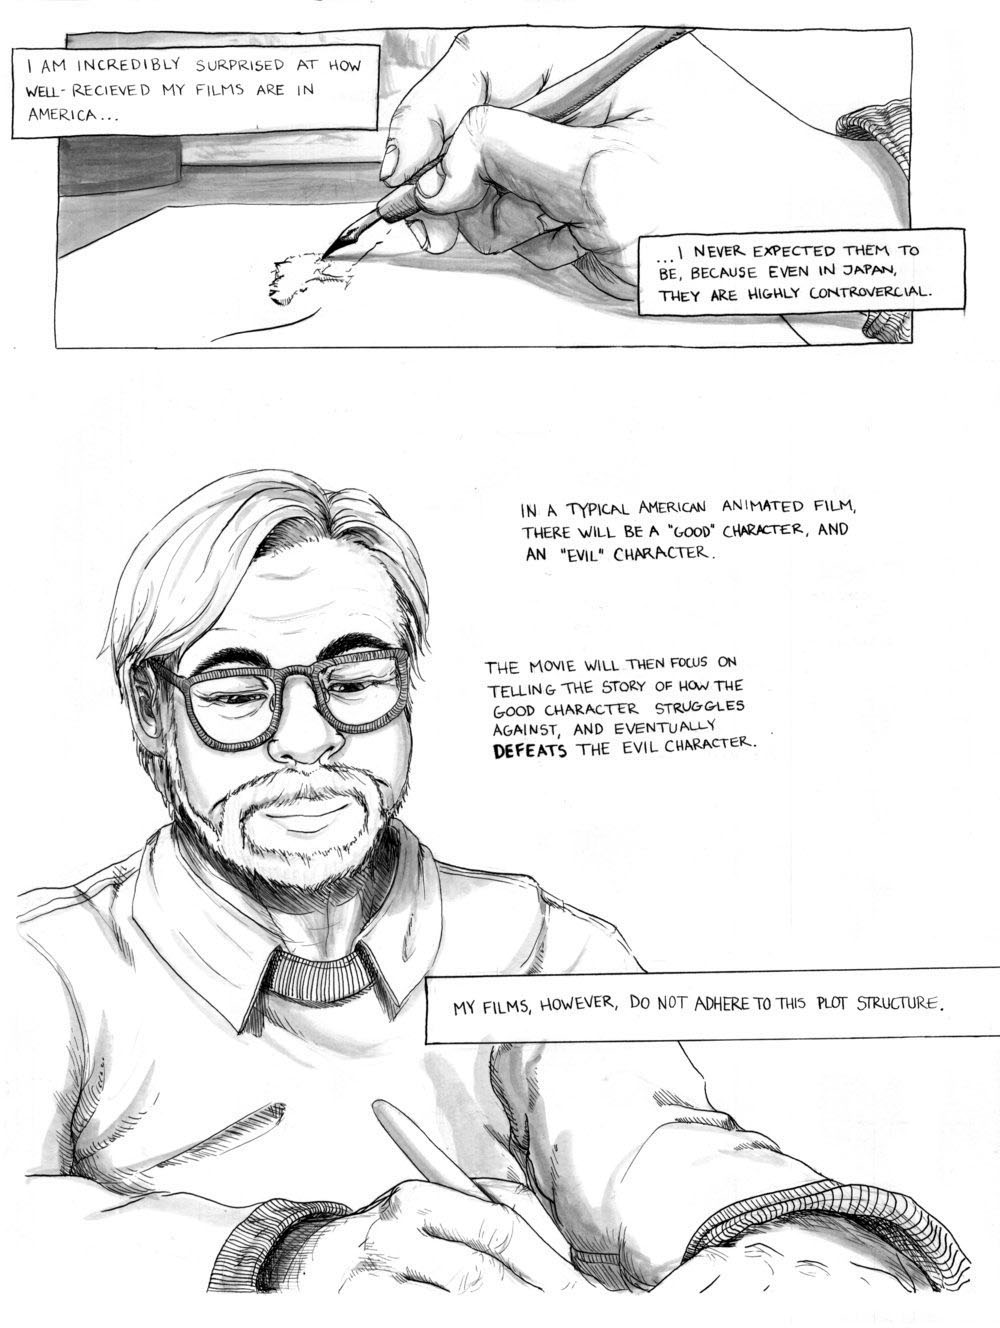 I AM INCREDIBLY SURPRISED AT HOW
WELL-RECIEVED MY FILMS ARE IN
AMERICA...
...I NEVER EXPECTED THEM TO
BE, BECAUSE EVEN IN JAPAN,
THEY ARE HIGHLY CONTROVERCIAL.
IN A TYPICAL AMERICAN ANIMATED FILM,
THERE WILL BE A "GOOD" CHARACTER, AND
AN "EVIL" CHARACTER.
THE MOVIE WILL THEN FOCUS ON
TELLING THE STORY OF HOW THE
GOOD CHARACTER STRUGGLES
AGAINST, AND EVENTUALLY
DEFEATS THE EVIL CHARACTER.
MY FILMS, HOWEVER, DO NOT ADHERE TO THIS PLOT STRUCTURE.